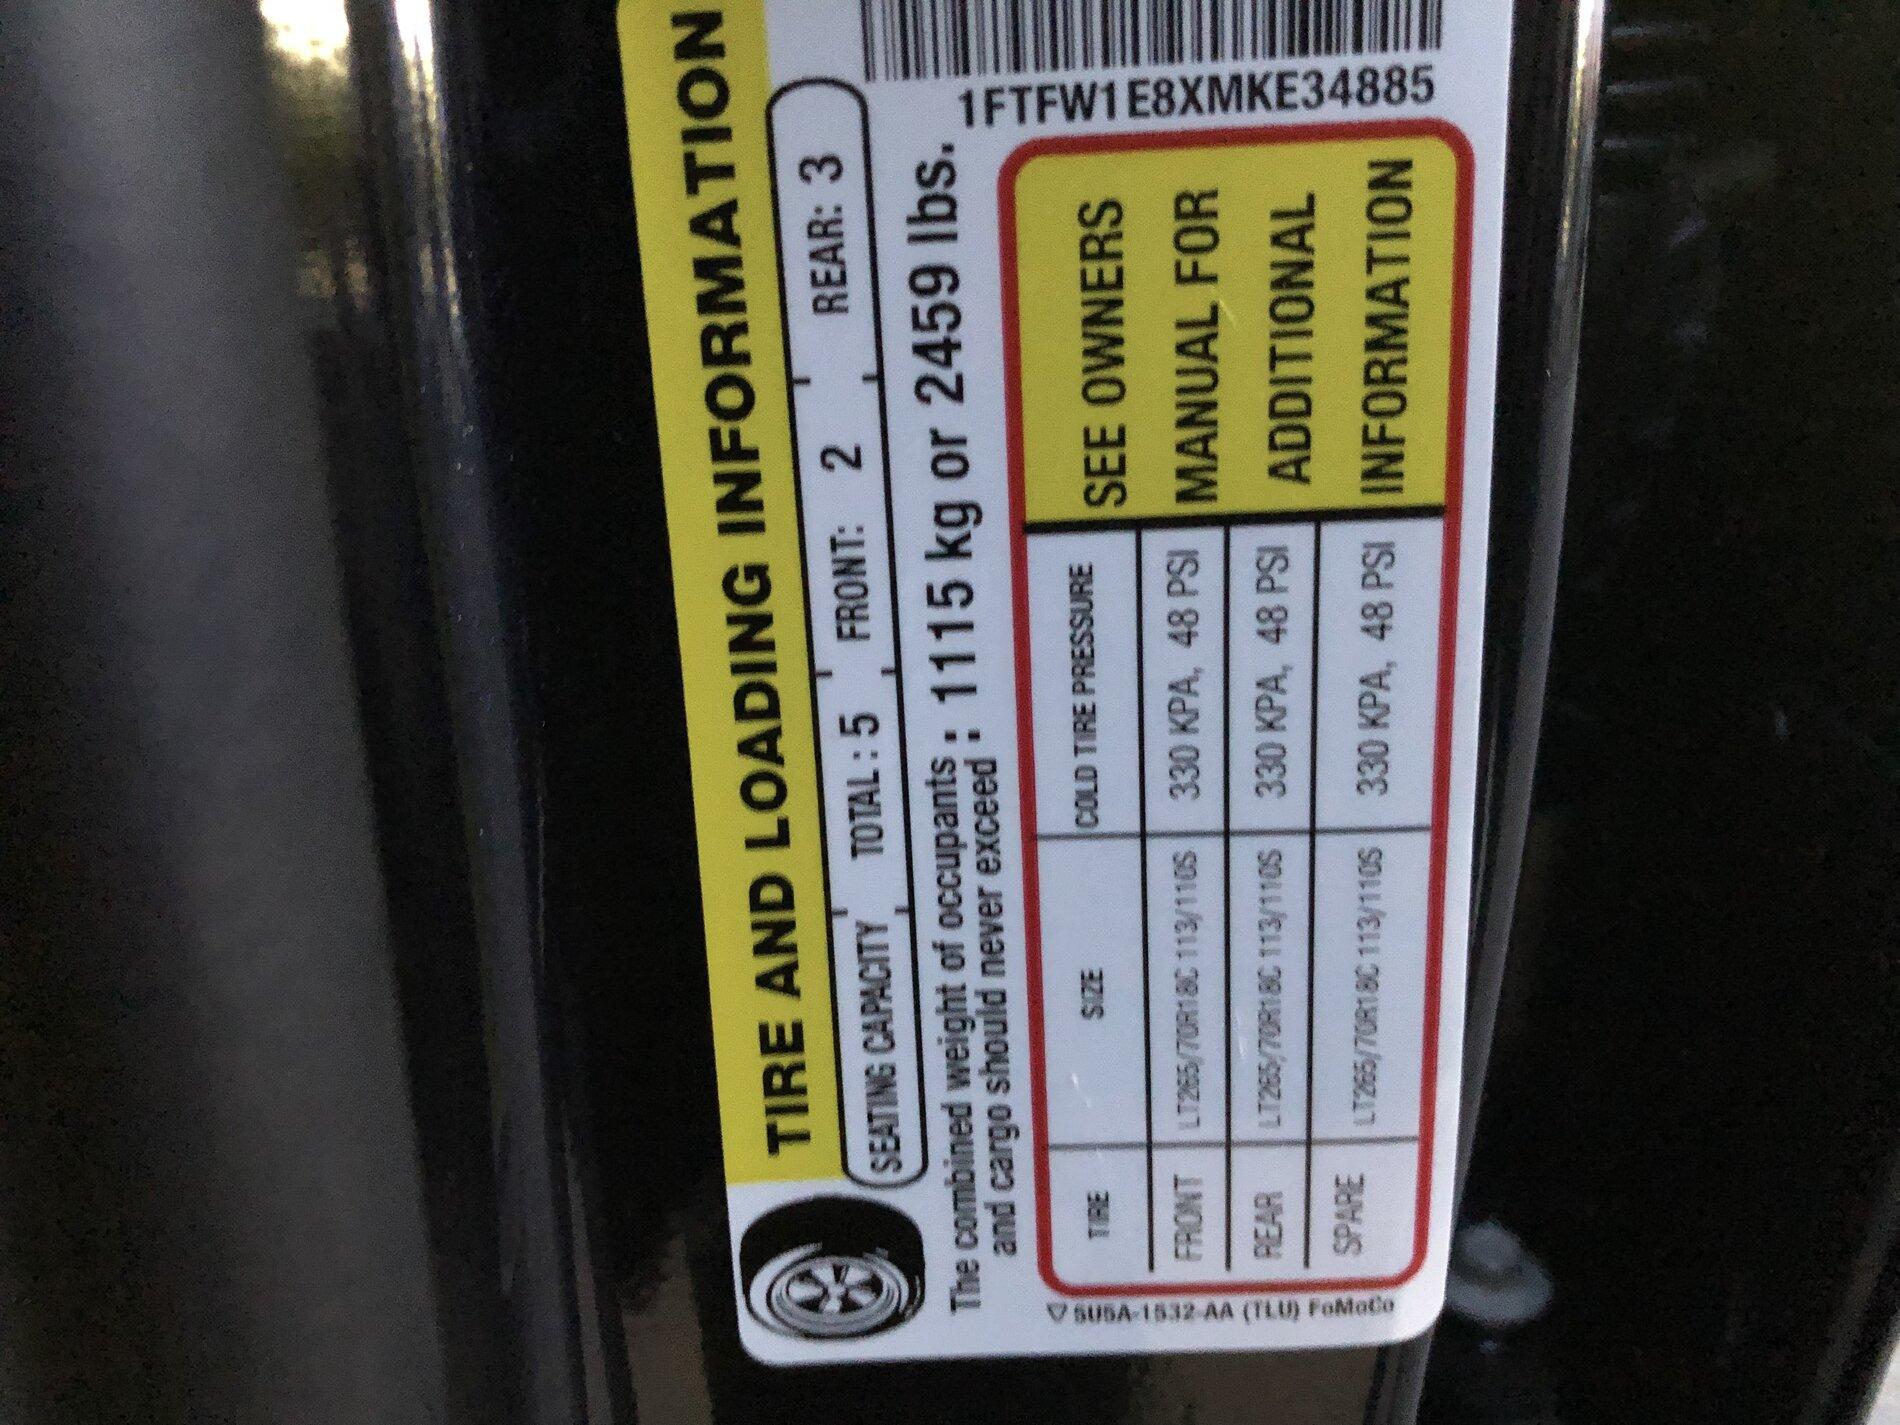 TIRE AND LOADING INFORMATION
SEATING CAPACITY TOTAL : 5 FRONT: 2 REAR: 3
The combined weight of occupants and cargo should never exceed : 1115 kg or 2459 lbs.
1FTFW1E8XMKE34885
TIRE SIZE COLD TIRE PRESSURE
FRONT LT265/70R18C 113/110S 330 KPA, 48 PSI
REAR LT265/70R18C 113/110S 330 KPA, 48 PSI
SPARE LT265/70R18C 113/110S 330 KPA, 48 PSI
SEE OWNERS
MANUAL FOR
ADDITIONAL
INFORMATION
5U5A-1532-AA (TLU) FoMoCo